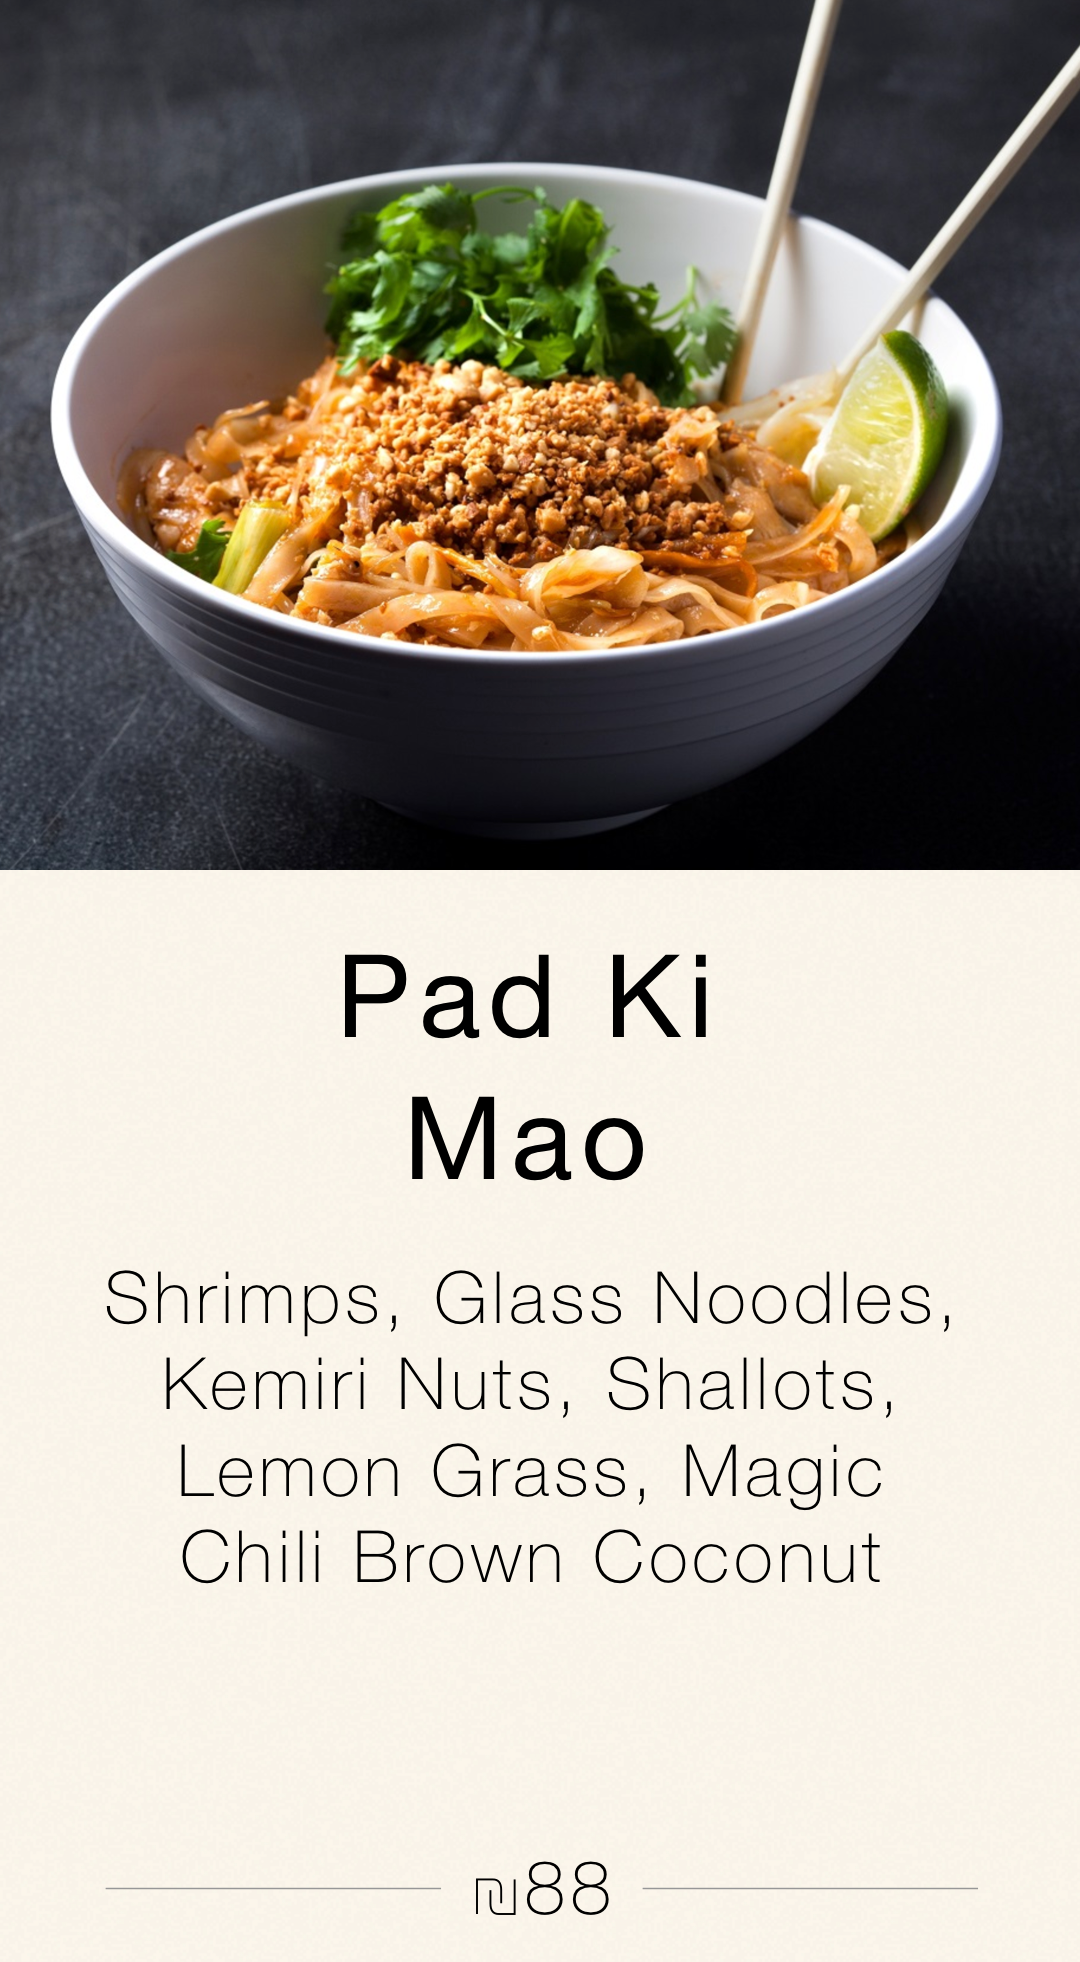 Pad Ki
Mao
Shrimps, Glass Noodles,
Kemiri Nuts, Shallots,
Lemon Grass, Magic
Chili Brown Coconut
₪88